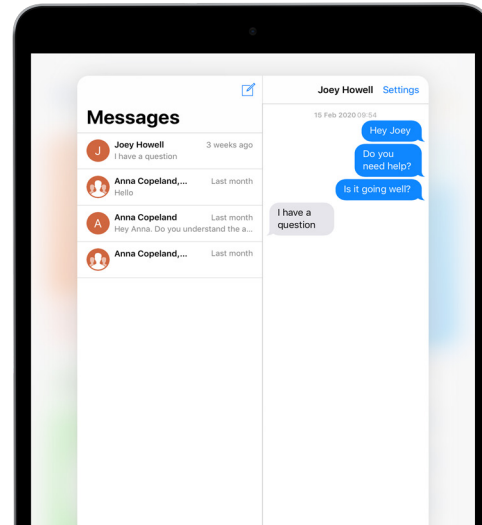 Messages
J
Joey Howell 3 weeks ago
I have a question
Anna Copeland,... Last month
Hello
A
Anna Copeland Last month
Hey Anna. Do you understand the a...
Anna Copeland,... Last month
Joey Howell Settings
15 Feb 2020 09:54
Hey Joey
Do you
need help?
Is it going well?
I have a
question